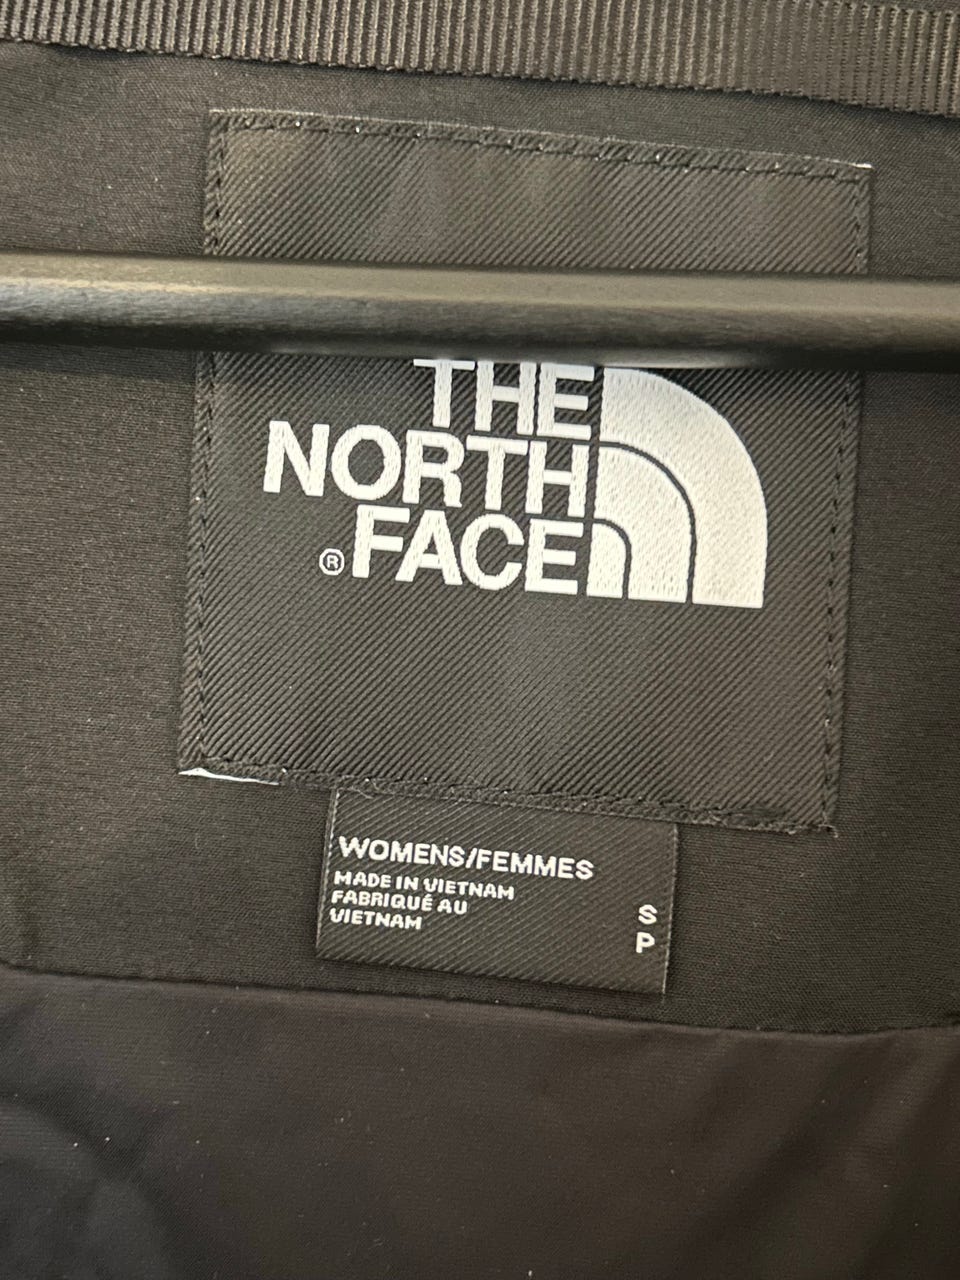 THE
NORTH
® FACE
WOMENS/FEMMES
MADE IN VIETNAM
FABRIQUÉ AU
VIETNAM
S
P